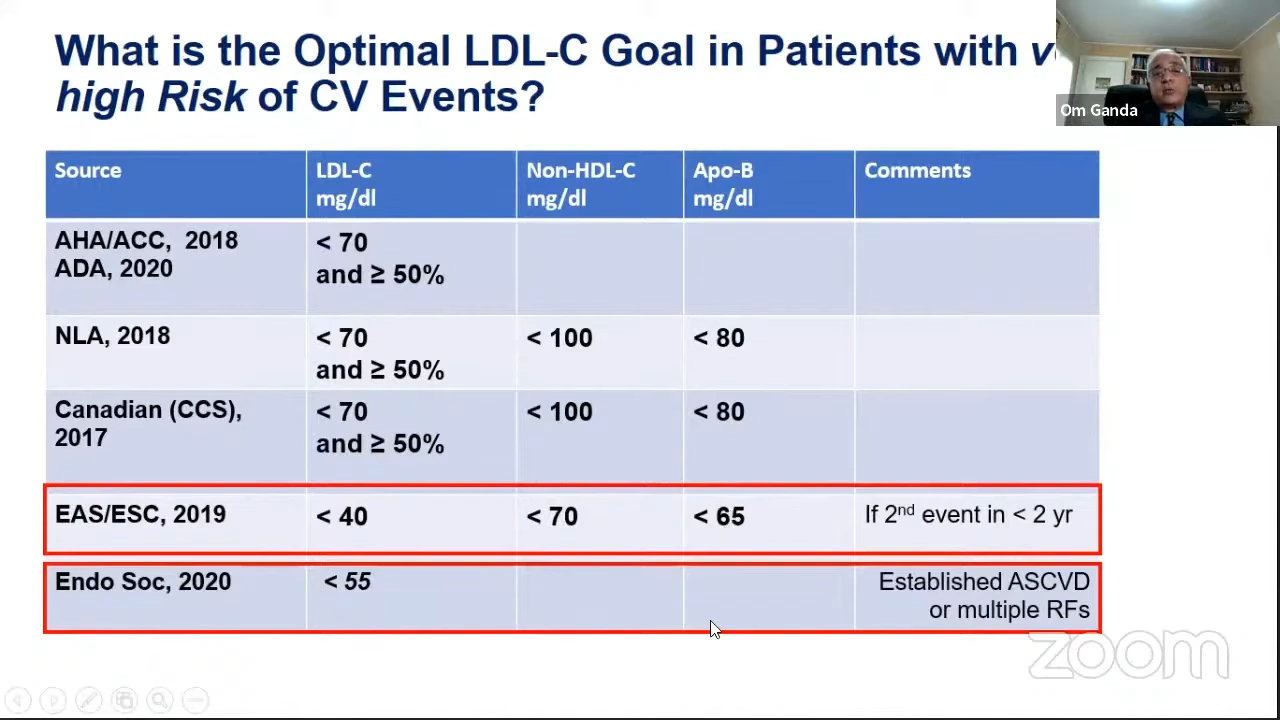 What is the Optimal LDL-C Goal in Patients with
high Risk of CV Events?
Om Ganda
Source
LDL-C
mg/dl
Non-HDL-C
mg/dl
Apo-B
mg/dl
Comments
AHA/ACC, 2018
ADA, 2020
< 70
and ≥ 50%
NLA, 2018
< 70
and ≥ 50%
< 100
< 80
Canadian (CCS),
2017
< 70
and ≥ 50%
< 100
< 80
EAS/ESC, 2019
< 40
< 70
< 65
If 2nd event in < 2 yr
Endo Soc, 2020
< 55
Established ASCVD
or multiple RFs
zoom